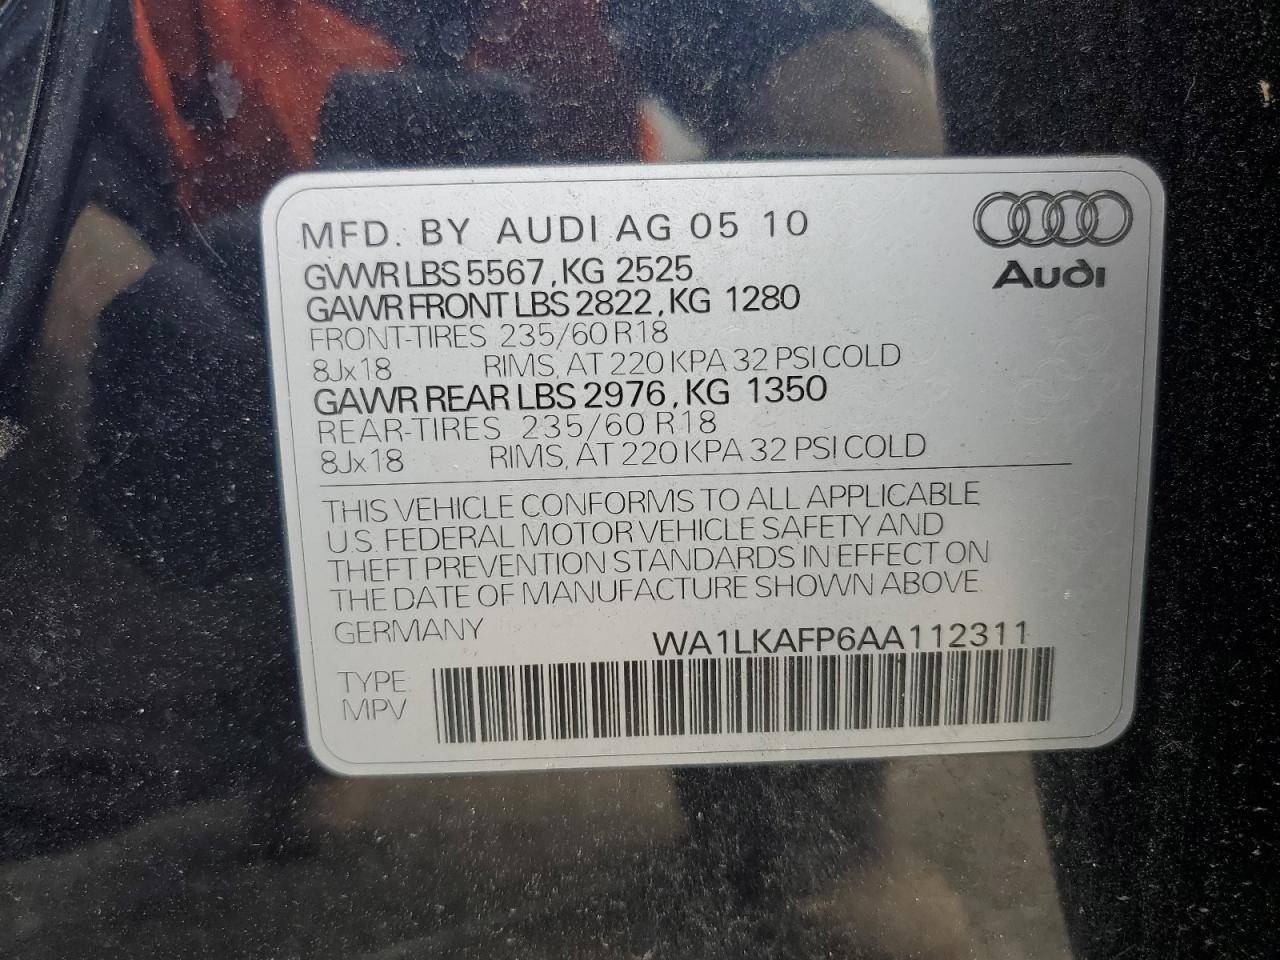 MFD. BY AUDI AG 05 10
GVWR LBS 5567, KG 2525
GAWR FRONT LBS 2822, KG 1280
FRONT-TIRES 235/60 R18
8Jx18 RIMS, AT 220 KPA 32 PSI COLD
GAWR REAR LBS 2976, KG 1350
REAR-TIRES 235/60 R18
8Jx18 RIMS, AT 220 KPA 32 PSI COLD
Audi
THIS VEHICLE CONFORMS TO ALL APPLICABLE
U.S. FEDERAL MOTOR VEHICLE SAFETY AND
THEFT PREVENTION STANDARDS IN EFFECT ON
THE DATE OF MANUFACTURE SHOWN ABOVE.
GERMANY WA1LKAFP6AA112311
TYPE:
MPV